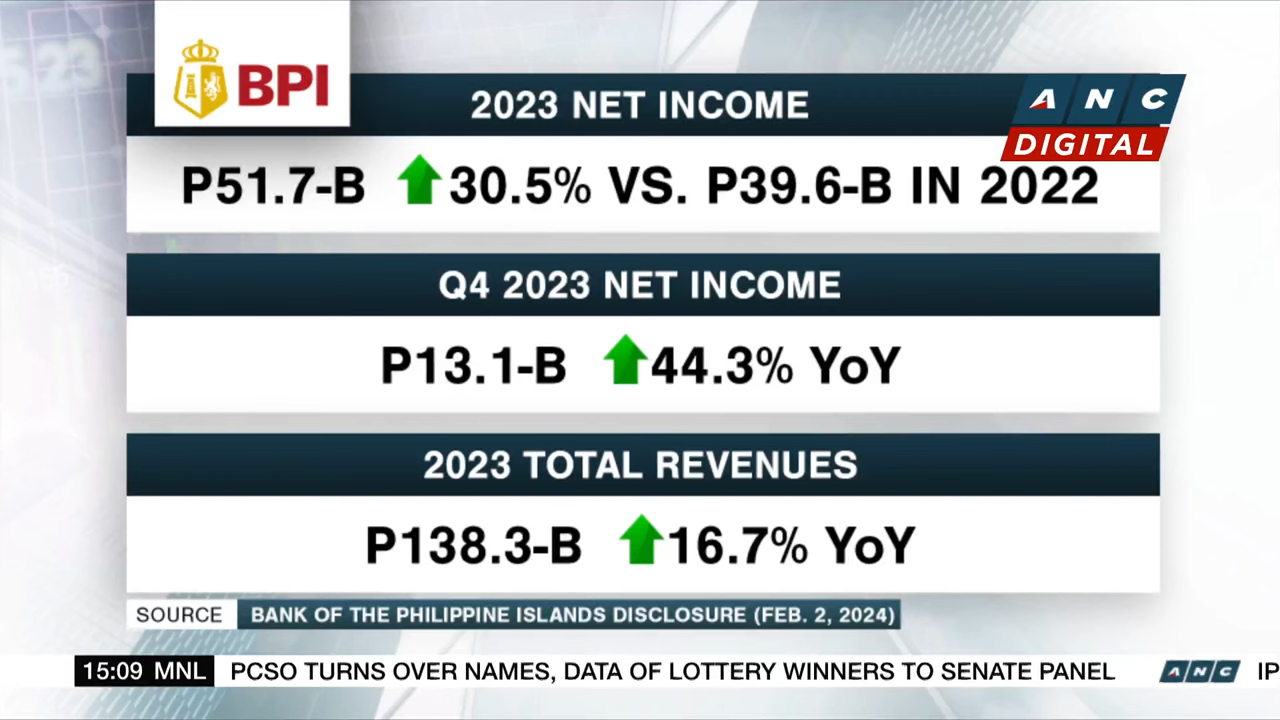 BPI
2023 NET INCOME
ANC
DIGITAL
P51.7-B 30.5% VS. P39.6-B IN 2022
Q4 2023 NET INCOME
P13.1-B 44.3% YoY
2023 TOTAL REVENUES
P138.3-B 16.7% YoY
SOURCE BANK OF THE PHILIPPINE ISLANDS DISCLOSURE (FEB. 2, 2024)
15:09 MNL PCSO TURNS OVER NAMES, DATA OF LOTTERY WINNERS TO SENATE PANEL ANC IP